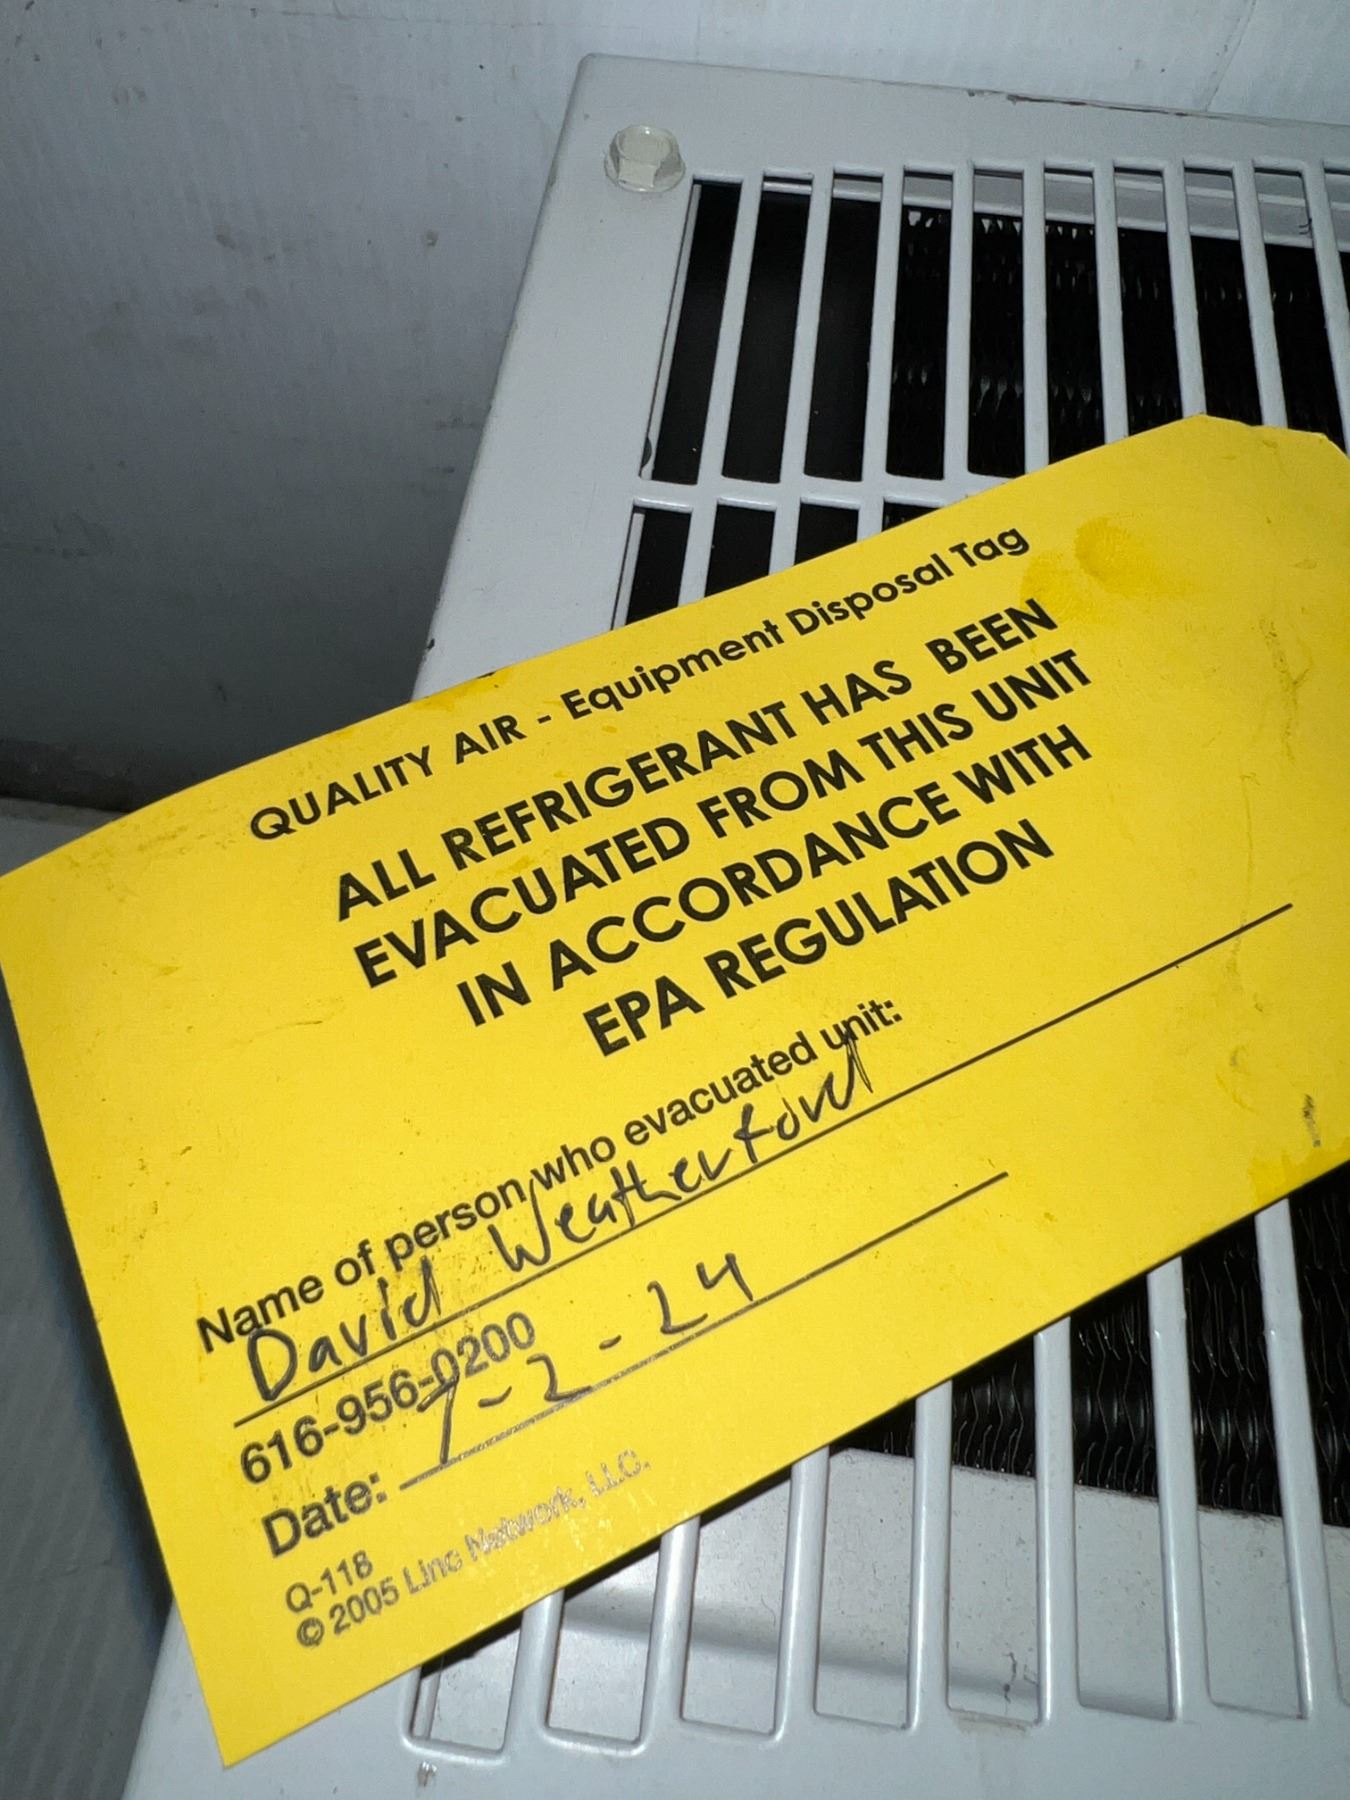 QUALITY AIR - Equipment Disposal Tag
ALL REFRIGERANT HAS BEEN
EVACUATED FROM THIS UNIT
IN ACCORDANCE WITH
EPA REGULATION
Name of person who evacuated unit:
David Weatherford
616-956-0200
Date: 7-2-24
Q-118
© 2005 Linc Network, LLC.